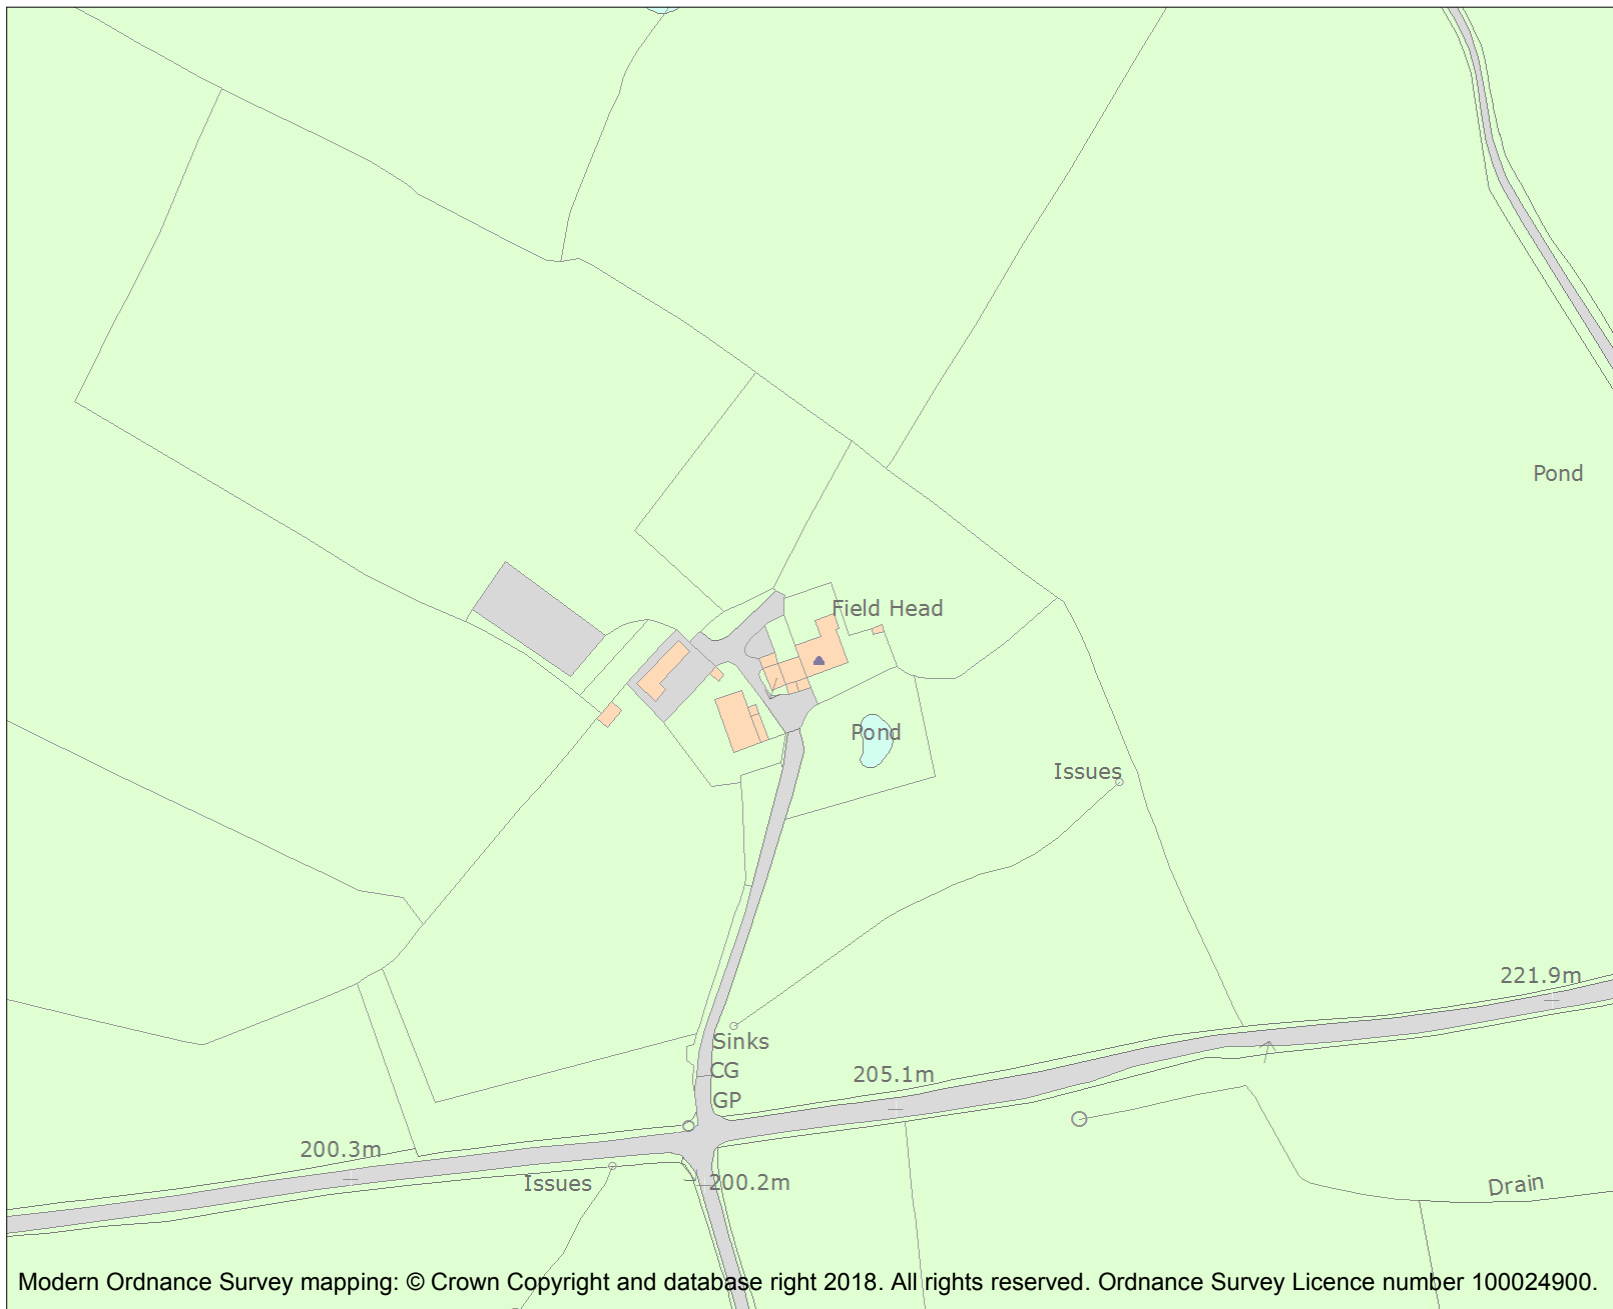 Pond
Field Head
Pond
Issues
221.9m
Sinks
CG
205.1m
GP
200.3m
Issues
200.2m
Drain
Modern Ordnance Survey mapping: © Crown Copyright and database right 2018. All rights reserved. Ordnance Survey Licence number 100024900.